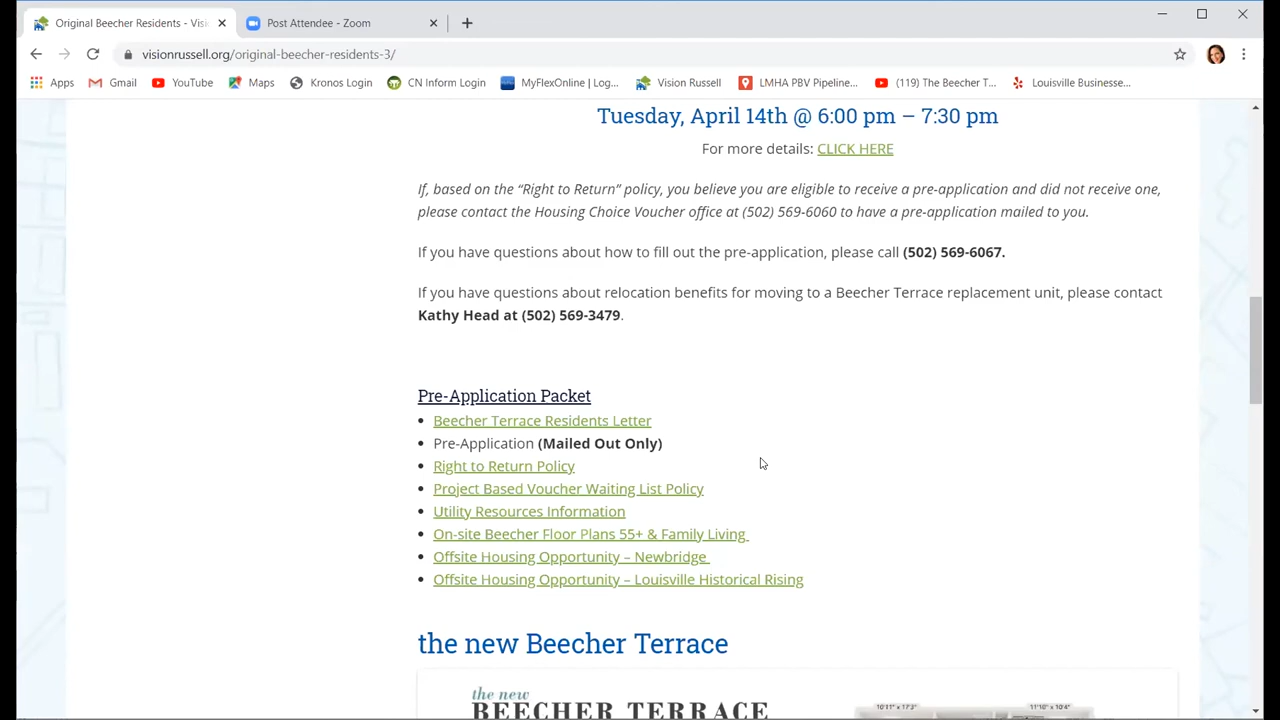 Original Beecher Residents - Visi
Post Attendee - Zoom
visionrussell.org/original-beecher-residents-3/
Apps
Gmail
YouTube
Maps
Kronos Login
CN Inform Login
MyFlexOnline | Log...
Vision Russell
LMHA PBV Pipeline...
(119) The Beecher T...
Louisville Businesse...
Tuesday, April 14th @ 6:00 pm – 7:30 pm
For more details: CLICK HERE
If, based on the “Right to Return” policy, you believe you are eligible to receive a pre-application and did not receive one,
please contact the Housing Choice Voucher office at (502) 569-6060 to have a pre-application mailed to you.
If you have questions about how to fill out the pre-application, please call (502) 569-6067.
If you have questions about relocation benefits for moving to a Beecher Terrace replacement unit, please contact
Kathy Head at (502) 569-3479.
Pre-Application Packet
• Beecher Terrace Residents Letter
• Pre-Application (Mailed Out Only)
• Right to Return Policy
• Project Based Voucher Waiting List Policy
• Utility Resources Information
• On-site Beecher Floor Plans 55+ & Family Living
• Offsite Housing Opportunity – Newbridge
• Offsite Housing Opportunity – Louisville Historical Rising
the new Beecher Terrace
the new
BEECHER TERRACE
10'11" x 17'3"
11'10" x 10'4"